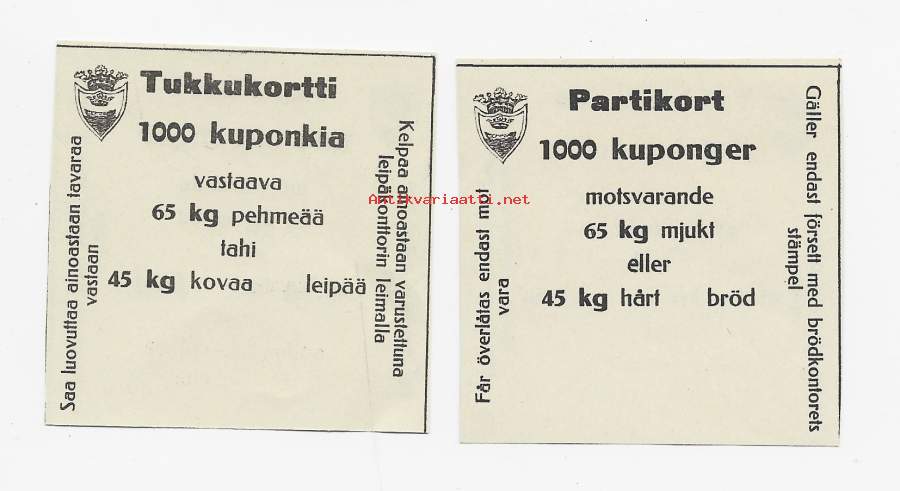 Saa luovuttaa ainoastaan tavaraa
vastaan
Tukkukortti
1000 kuponkia
vastaava
65 kg pehmeää
tahi
45 kg kovaa leipää
Kelpaa ainoastaan varustettuna
leipäkonttorin leimalla
Får överlåtas endast mot
vara
Partikort
1000 kuponger
motsvarande
65 kg mjukt
eller
45 kg hårt bröd
Gäller endast försett med brödkontorets
stämpel
Antikvariaatti.net